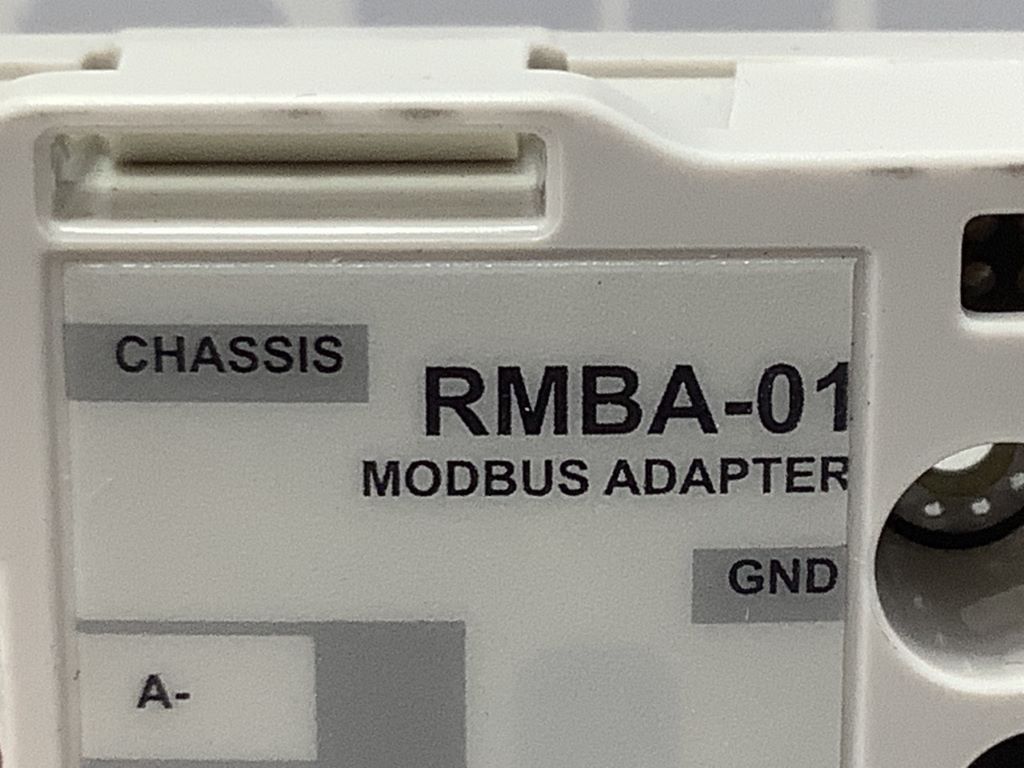 CHASSIS
RMBA-01
MODBUS ADAPTER
GND
A-